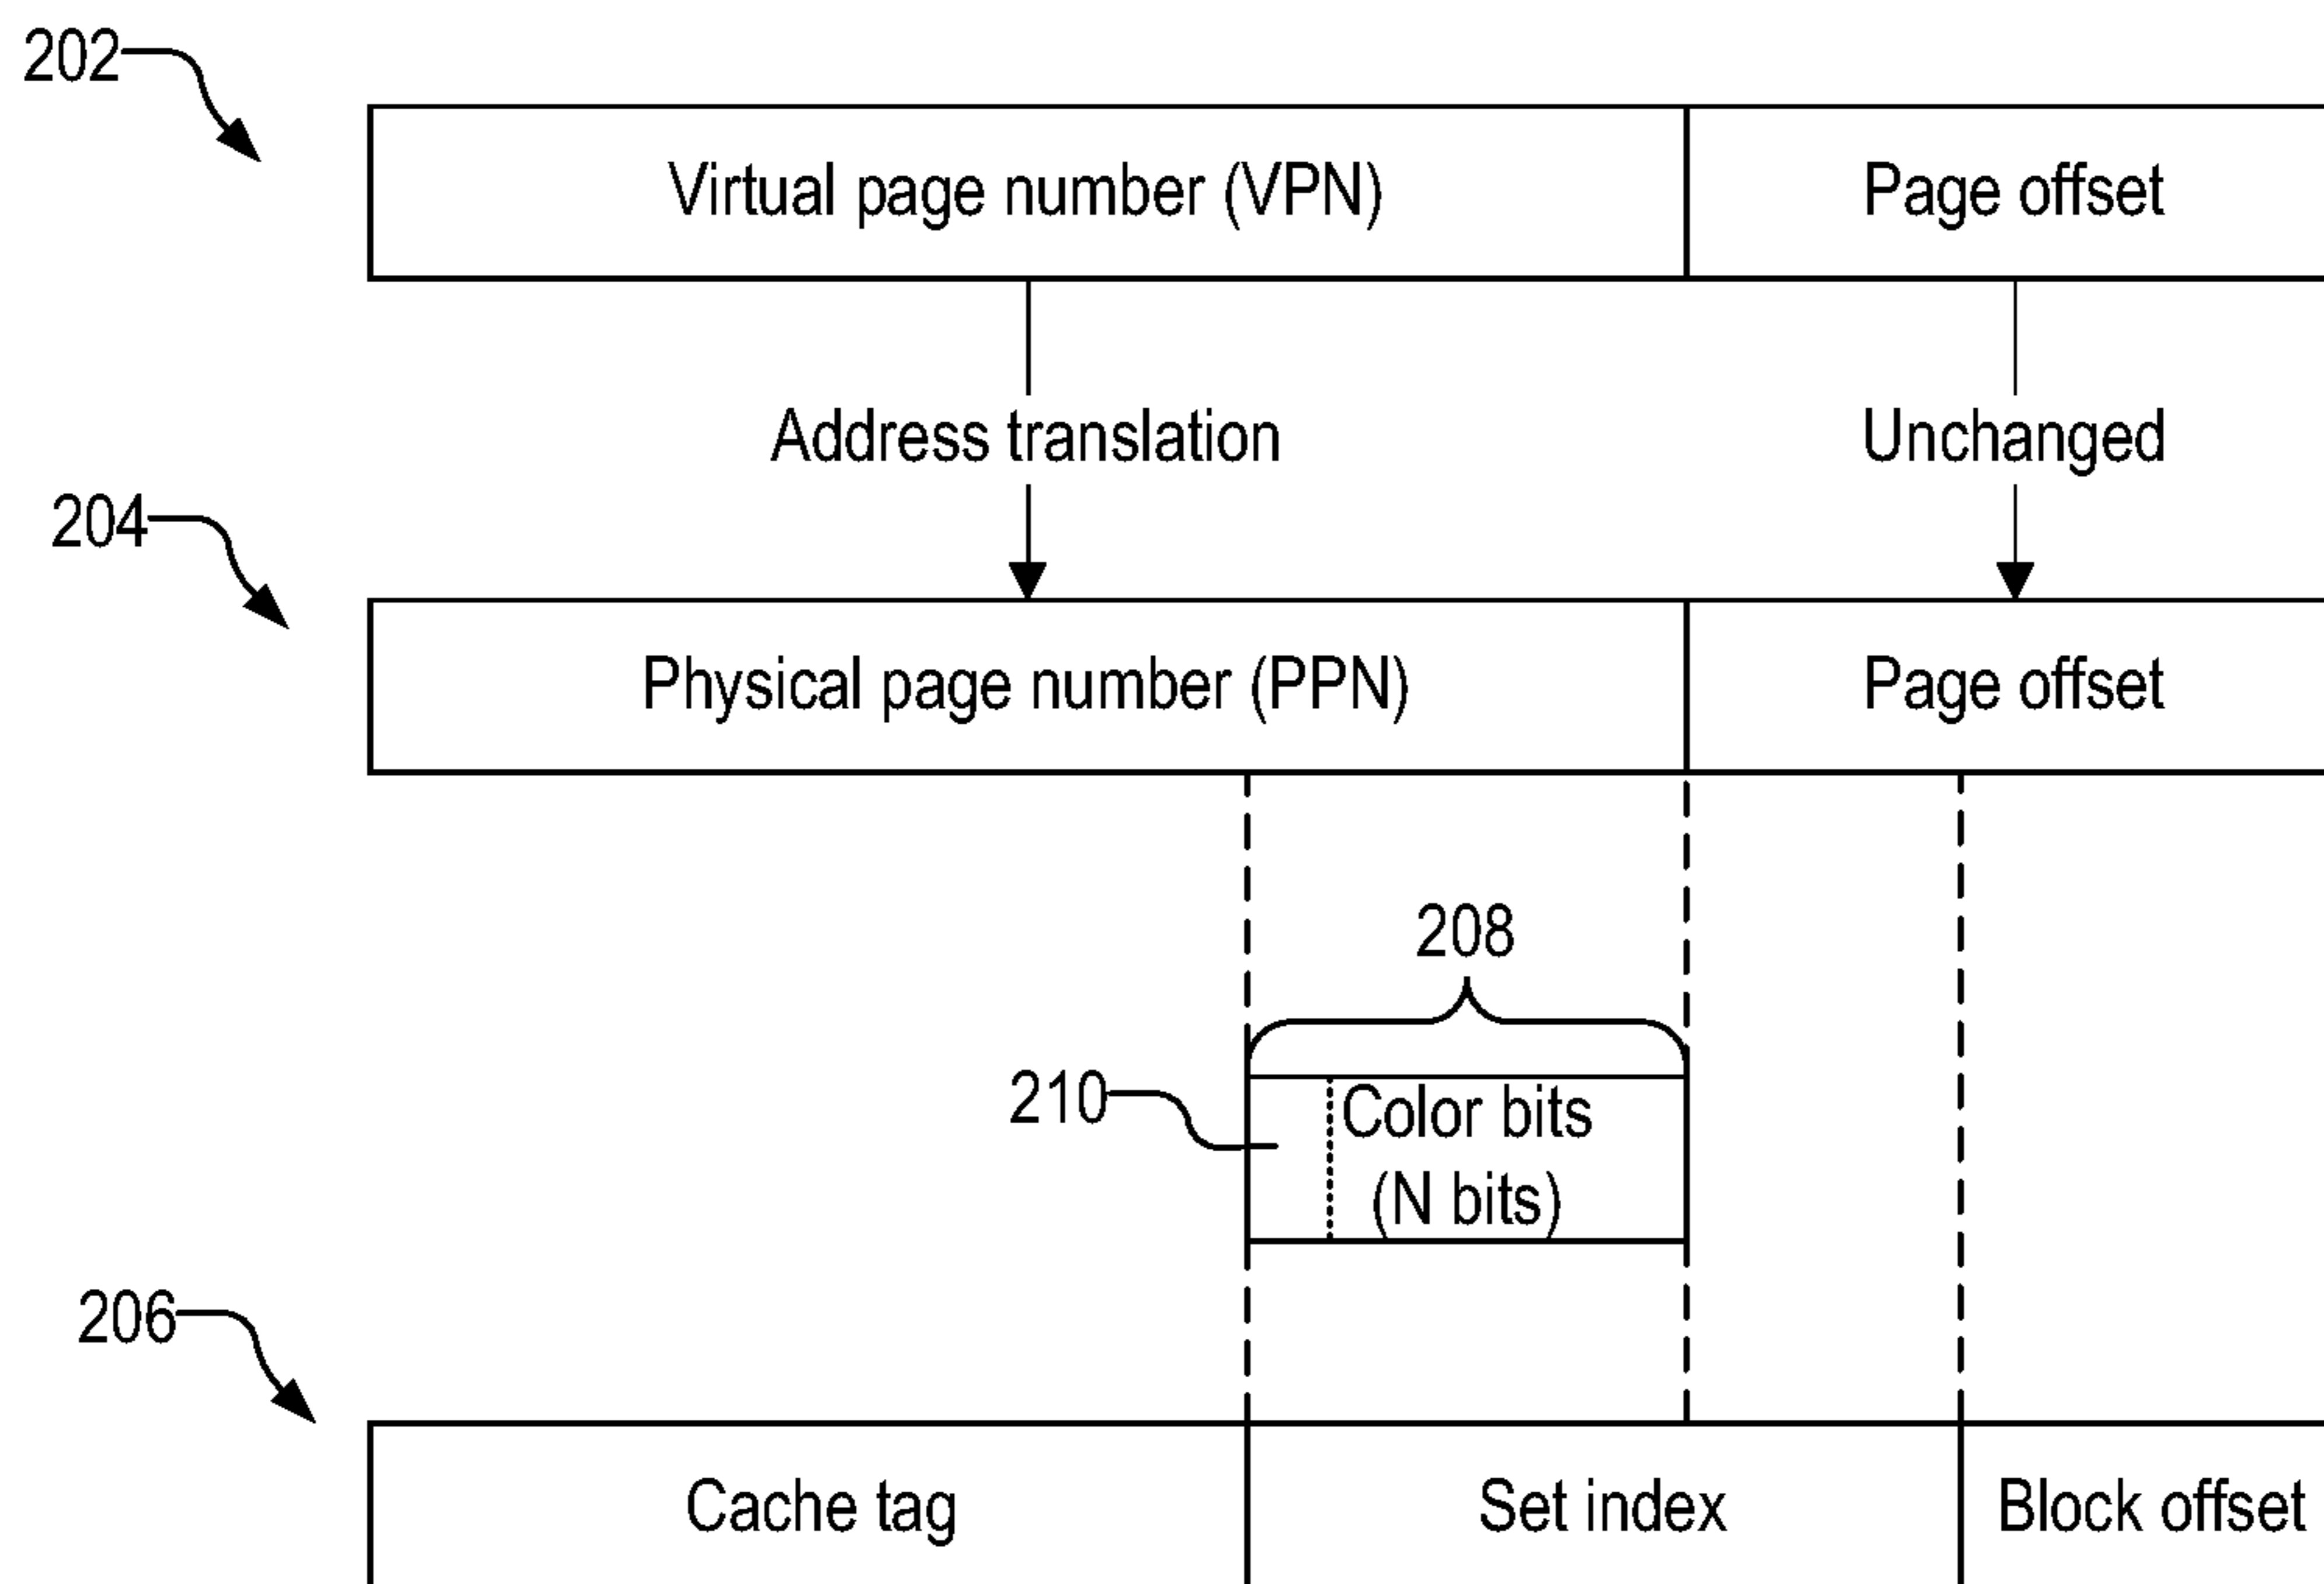 202
Virtual page number (VPN)
Page offset
Address translation
Unchanged
204
Physical page number (PPN)
Page offset
208
210
Color bits
(N bits)
206
Cache tag
Set index
Block offset